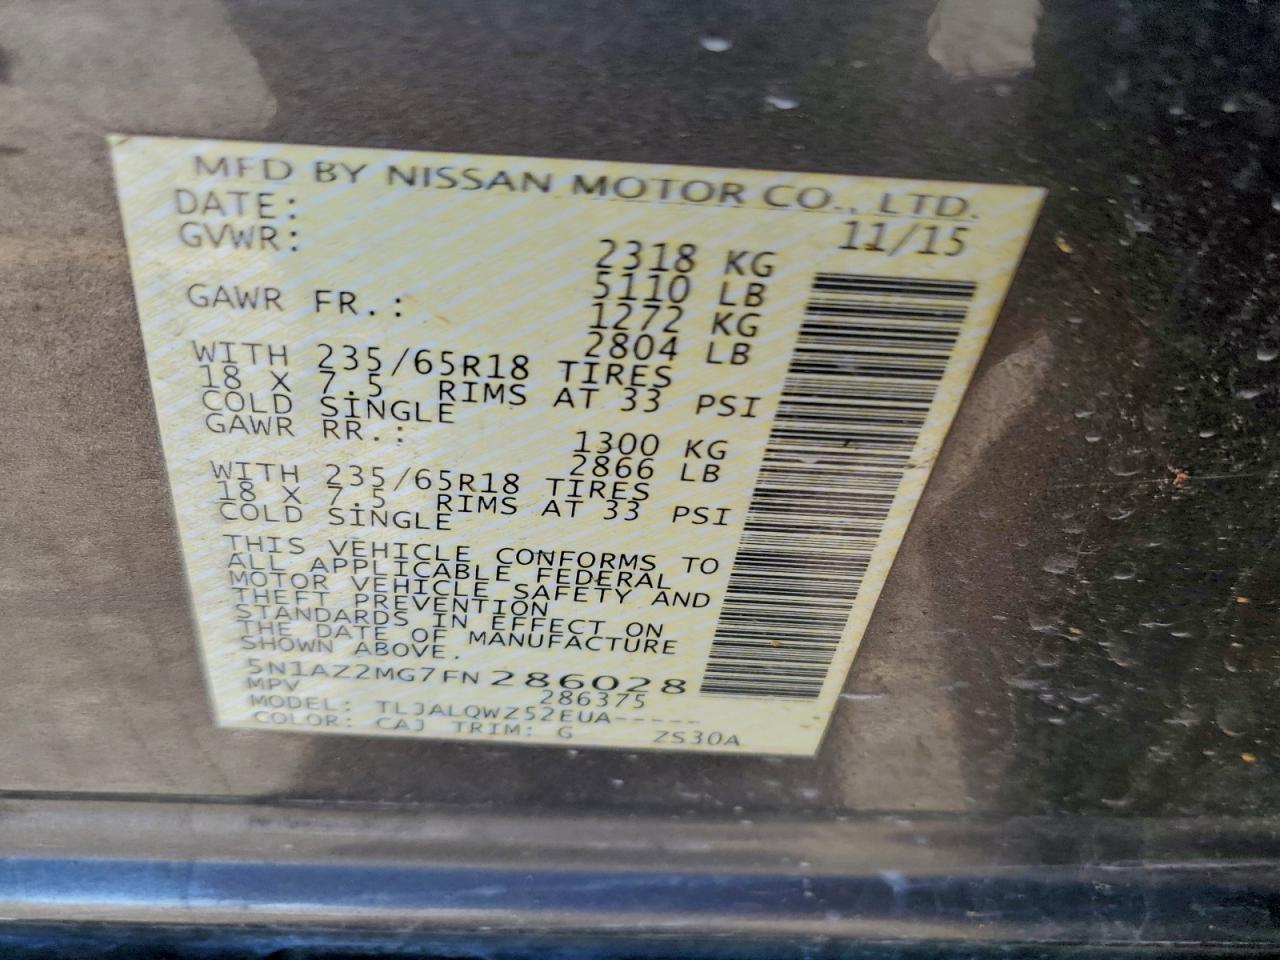 MFD BY NISSAN MOTOR CO., LTD.
DATE: 11/15
GVWR: 2318 KG
5110 LB
GAWR FR.: 1272 KG
2804 LB
WITH 235/65R18 TIRES
18 X 7.5 RIMS AT 33 PSI
COLD SINGLE
GAWR RR.: 1300 KG
2866 LB
WITH 235/65R18 TIRES
18 X 7.5 RIMS AT 33 PSI
COLD SINGLE
THIS VEHICLE CONFORMS TO
ALL APPLICABLE FEDERAL
MOTOR VEHICLE SAFETY AND
THEFT PREVENTION
STANDARDS IN EFFECT ON
THE DATE OF MANUFACTURE
SHOWN ABOVE.
5N1AZ2MG7FN286028
MPV 286375
MODEL: TLJALQWZ52EUA-----
COLOR: CAJ TRIM: G ZS30A